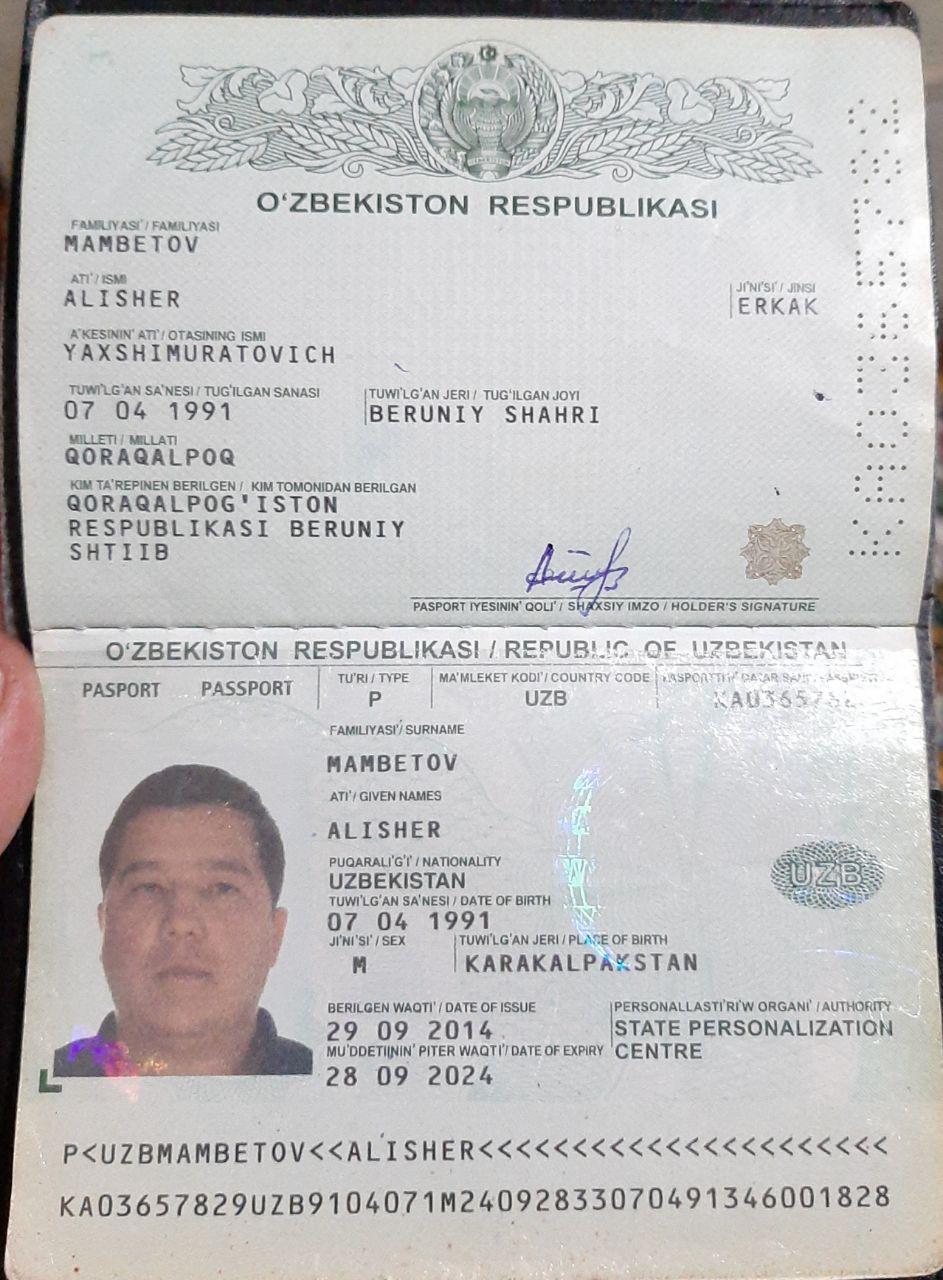 O‘ZBEKISTON RESPUBLIKASI
FAMILIYASI'/ FAMILIYASI
MAMBETOV
ATI'/ ISMI
ALISHER
JI'NI'SI' / JINSI
ERKAK
A'KESININ' ATI'/ OTASINING ISMI
YAXSHIMURATOVICH
TUWI'LG'AN SA'NESI / TUG'ILGAN SANASI
07 04 1991
TUWI'LG'AN JERI / TUG'ILGAN JOYI
BERUNIY SHAHRI
MILLETI / MILLATI
QORAQALPOQ
KIM TA'REPINEN BERILGEN / KIM TOMONIDAN BERILGAN
QORAQALPOG'ISTON
RESPUBLIKASI BERUNIY
SHTIIB
PASPORT IYESININ' QOLI' / SHAXSIY IMZO / HOLDER'S SIGNATURE
KA0365782
O‘ZBEKISTON RESPUBLIKASI / REPUBLIC OF UZBEKISTAN
PASPORT PASSPORT
TU'RI / TYPE
P
MA'MLEKET KODI'/ COUNTRY CODE
UZB
FAMILIYASI'/ SURNAME
MAMBETOV
ATI'/ GIVEN NAMES
ALISHER
PUQARALI'G'I' / NATIONALITY
UZBEKISTAN
UZB
TUWI'LG'AN SA'NESI / DATE OF BIRTH
07 04 1991
JI'NI'SI' / SEX
M
TUWI'LG'AN JERI / PLACE OF BIRTH
KARAKALPAKSTAN
BERILGEN WAQTI' / DATE OF ISSUE
29 09 2014
PERSONALLASTI'RI'W ORGANI' / AUTHORITY
STATE PERSONALIZATION
CENTRE
MU'DDETININ' PITER WAQTI'/ DATE OF EXPIRY
28 09 2024
P<UZBMAMBETOV<<ALISHER<<<<<<<<<<<<<<<<<<<<<<
KA03657829UZB9104071M24092833070491346001828